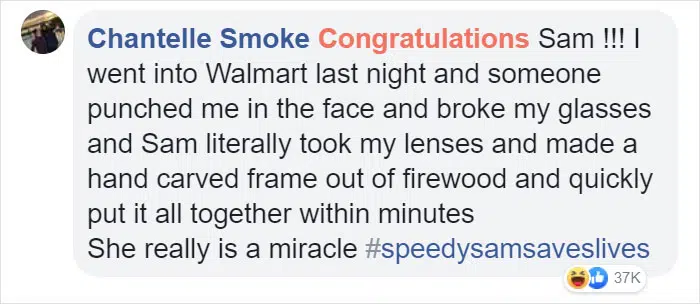 Chantelle Smoke Congratulations Sam !!! I
went into Walmart last night and someone
punched me in the face and broke my glasses
and Sam literally took my lenses and made a
hand carved frame out of firewood and quickly
put it all together within minutes
She really is a miracle #speedysamsaveslives
37K